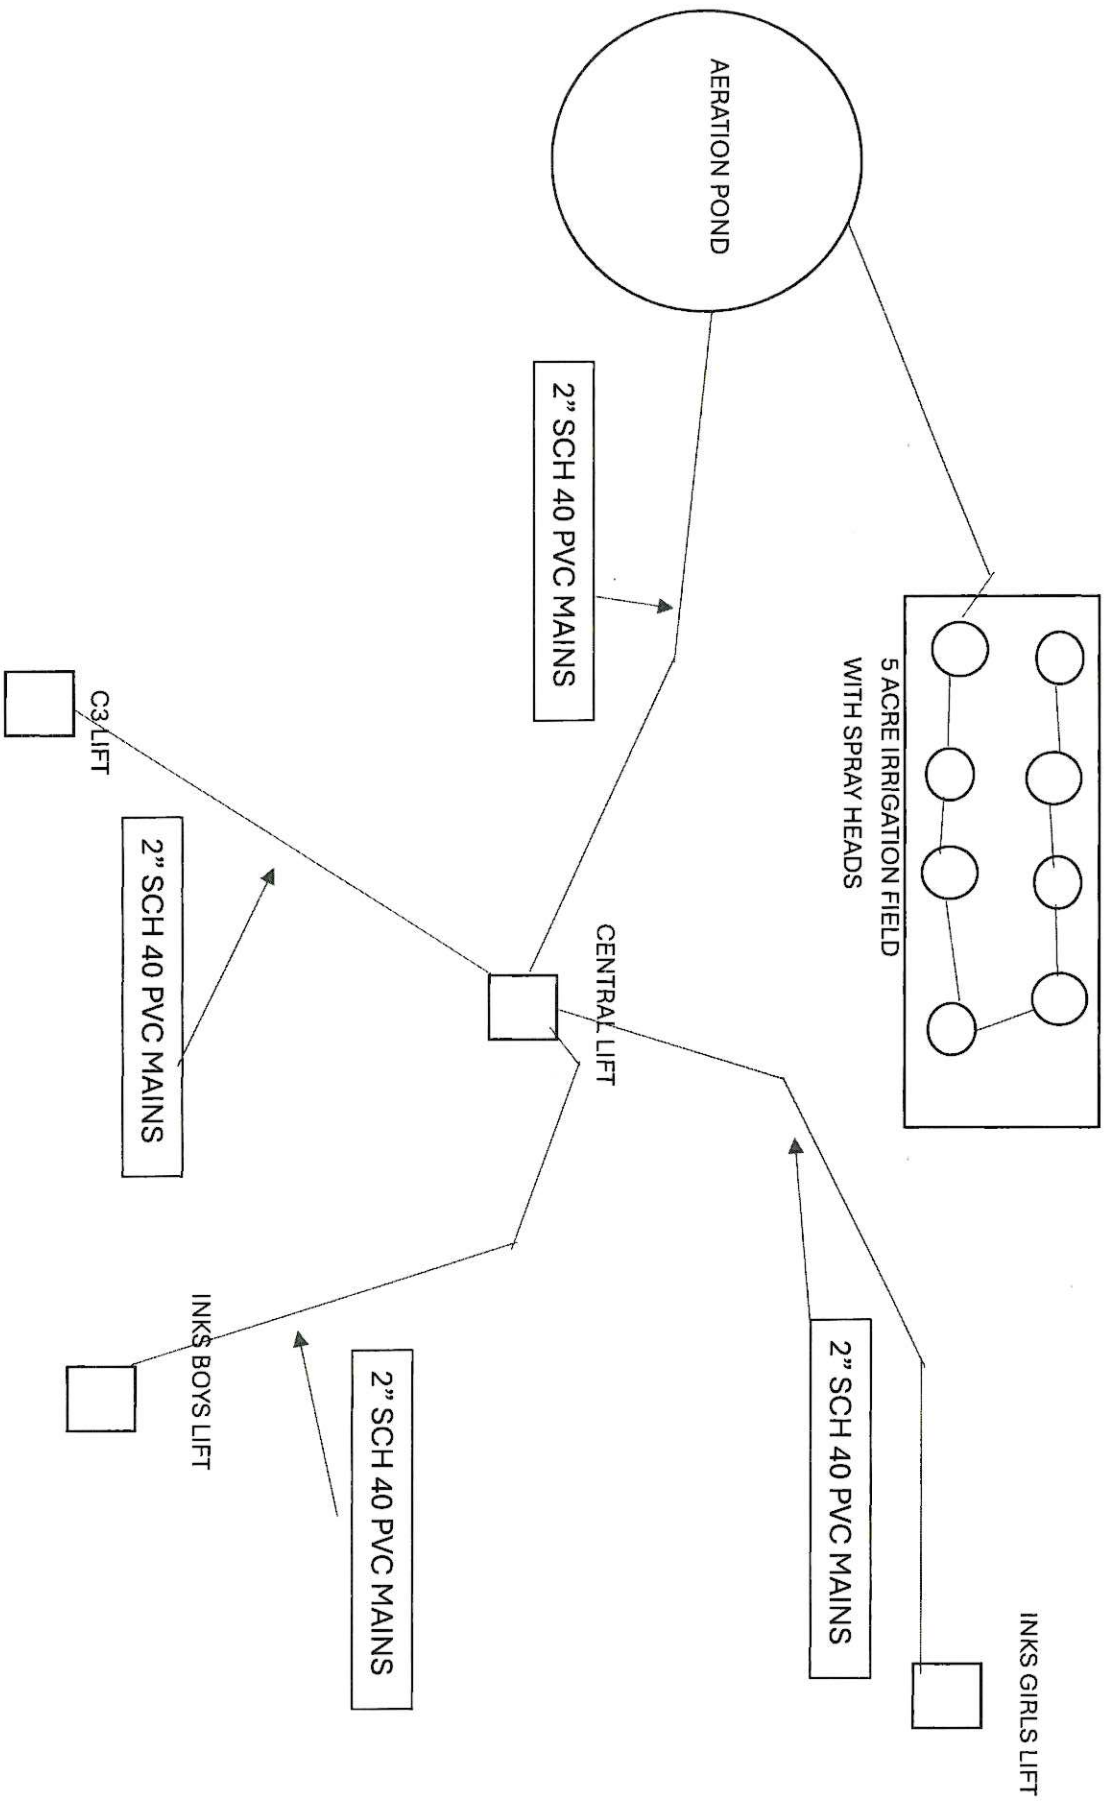 AERATION POND
5 ACRE IRRIGATION FIELD
WITH SPRAY HEADS
2” SCH 40 PVC MAINS
CENTRAL LIFT
C3 LIFT
2” SCH 40 PVC MAINS
2” SCH 40 PVC MAINS
INKS GIRLS LIFT
INKS BOYS LIFT
2” SCH 40 PVC MAINS